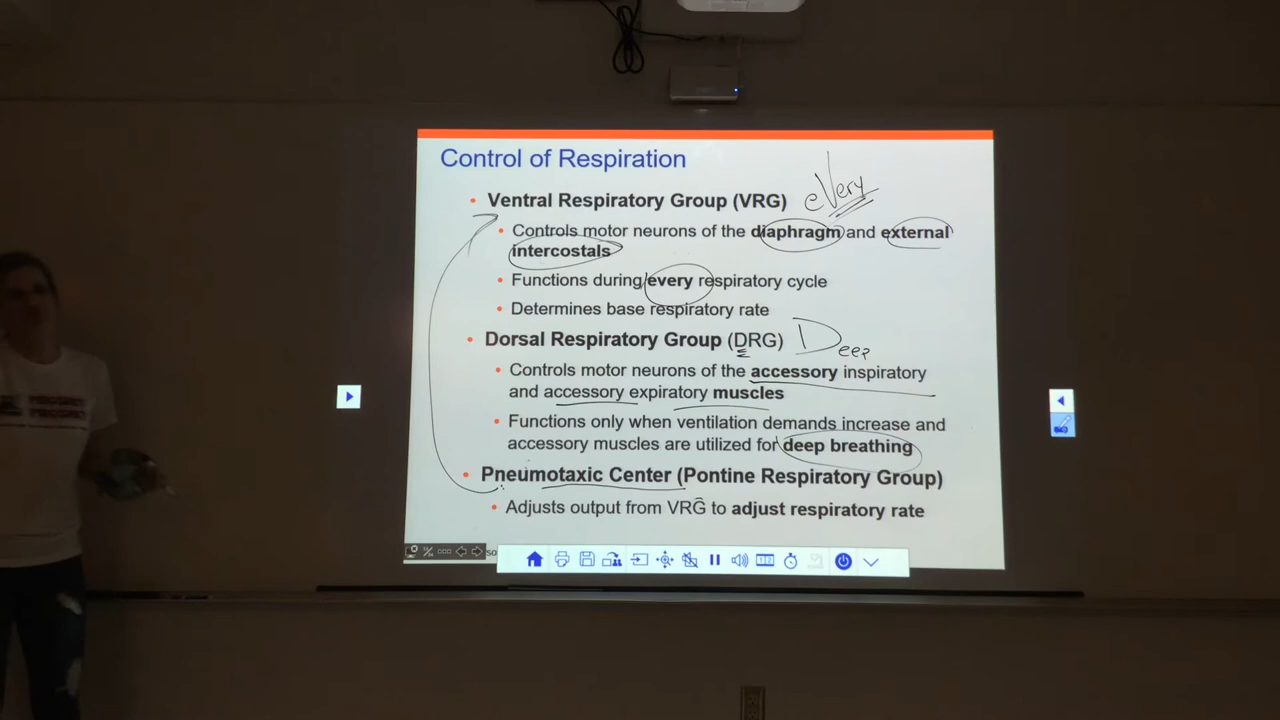 Control of Respiration
• Ventral Respiratory Group (VRG) eVery
• Controls motor neurons of the diaphragm and external
intercostals
• Functions during every respiratory cycle
• Determines base respiratory rate
• Dorsal Respiratory Group (DRG) Deep
• Controls motor neurons of the accessory inspiratory
and accessory expiratory muscles
• Functions only when ventilation demands increase and
accessory muscles are utilized for deep breathing
• Pneumotaxic Center (Pontine Respiratory Group)
• Adjusts output from VRG to adjust respiratory rate